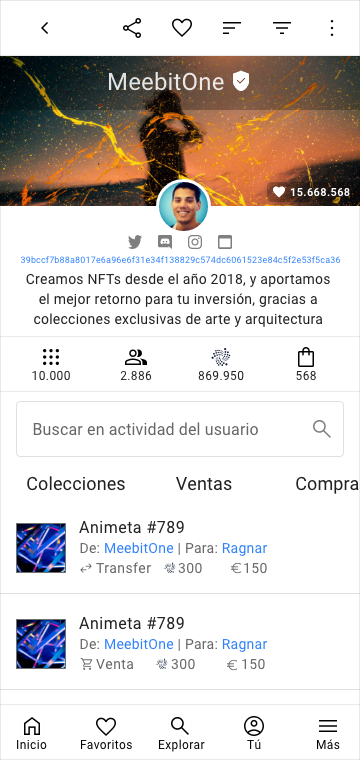 MeebitOne
15.668.568
39bccf7b88a8017e6a96e6f31e34f138829c574dc6061523e84c5f2e53f5ca36
Creamos NFTs desde el año 2018, y aportamos
el mejor retorno para tu inversión, gracias a
colecciones exclusivas de arte y arquitectura
10.000 2.886 869.950 568
Buscar en actividad del usuario
Colecciones Ventas Compra
Animeta #789
De: MeebitOne | Para: Ragnar
Transfer 300 €150
Animeta #789
De: MeebitOne | Para: Ragnar
Venta 300 €150
Inicio Favoritos Explorar Tú Más